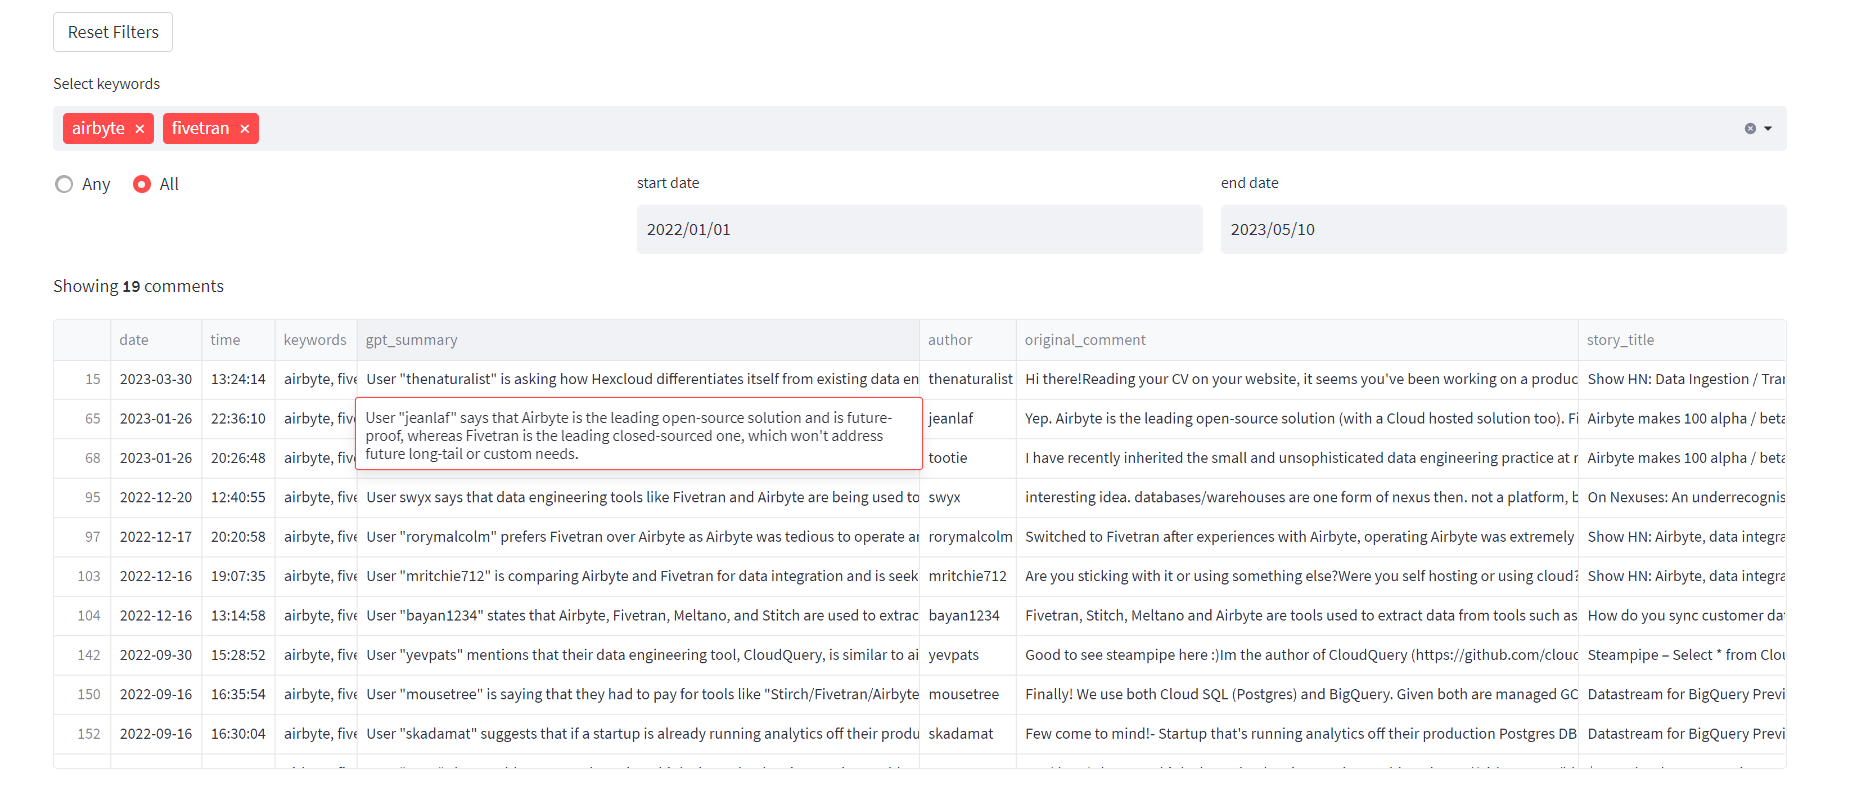 Reset Filters
Select keywords
airbyte × fivetran ×
Any All
start date end date
2022/01/01 2023/05/10
Showing 19 comments
date time keywords gpt_summary author original_comment story_title
15 2023-03-30 13:24:14 airbyte, five User "thenaturalist" is asking how Hexcloud differentiates itself from existing data en thenaturalist Hi there!Reading your CV on your website, it seems you've been working on a produc Show HN: Data Ingestion / Tra
65 2023-01-26 22:36:10 airbyte, fiv jeanlaf Yep. Airbyte is the leading open-source solution (with a Cloud hosted solution too). Fi Airbyte makes 100 alpha / beta
User "jeanlaf" says that Airbyte is the leading open-source solution and is future-
proof, whereas Fivetran is the leading closed-sourced one, which won't address
future long-tail or custom needs.
68 2023-01-26 20:26:48 airbyte, fiv tootie I have recently inherited the small and unsophisticated data engineering practice at Airbyte makes 100 alpha / beta
95 2022-12-20 12:40:55 airbyte, five User swyx says that data engineering tools like Fivetran and Airbyte are being used to swyx interesting idea. databases/warehouses are one form of nexus then. not a platform, b On Nexuses: An underrecognis
97 2022-12-17 20:20:58 airbyte, five User "rorymalcolm" prefers Fivetran over Airbyte as Airbyte was tedious to operate ar rorymalcolm Switched to Fivetran after experiences with Airbyte, operating Airbyte was extremely Show HN: Airbyte, data integra
103 2022-12-16 19:07:35 airbyte, five User "mritchie712" is comparing Airbyte and Fivetran for data integration and is seek mritchie712 Are you sticking with it or using something else?Were you self hosting or using cloud? Show HN: Airbyte, data integra
104 2022-12-16 13:14:58 airbyte, five User "bayan1234" states that Airbyte, Fivetran, Meltano, and Stitch are used to extrac bayan1234 Fivetran, Stitch, Meltano and Airbyte are tools used to extract data from tools such as How do you sync customer da
142 2022-09-30 15:28:52 airbyte, five User "yevpats" mentions that their data engineering tool, CloudQuery, is similar to ai yevpats Good to see steampipe here :)Im the author of CloudQuery (https://github.com/clouc Steampipe – Select * from Clou
150 2022-09-16 16:35:54 airbyte, five User "mousetree" is saying that they had to pay for tools like "Stirch/Fivetran/Airbyte mousetree Finally! We use both Cloud SQL (Postgres) and BigQuery. Given both are managed GC Datastream for BigQuery Previ
152 2022-09-16 16:30:04 airbyte, five User "skadamat" suggests that if a startup is already running analytics off their produ skadamat Few come to mind!- Startup that's running analytics off their production Postgres DB Datastream for BigQuery Previ